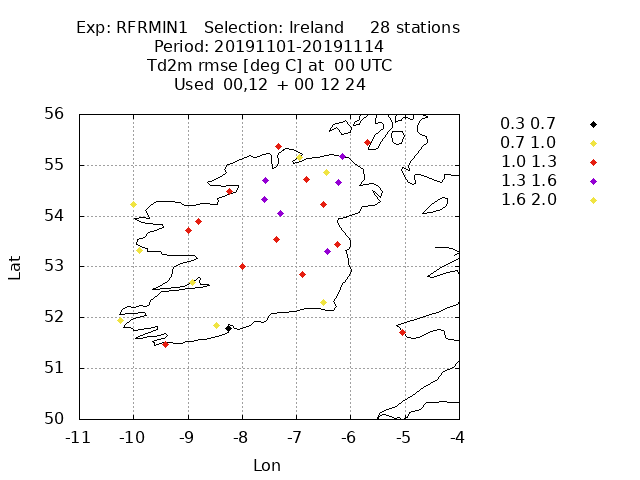 Exp: RFRMIN1 Selection: Ireland 28 stations
Period: 20191101-20191114
Td2m rmse [deg C] at 00 UTC
Used 00,12 + 00 12 24
0.3 0.7
0.7 1.0
1.0 1.3
1.3 1.6
1.6 2.0
56
55
54
53
52
51
50
Lat
-11 -10 -9 -8 -7 -6 -5 -4
Lon